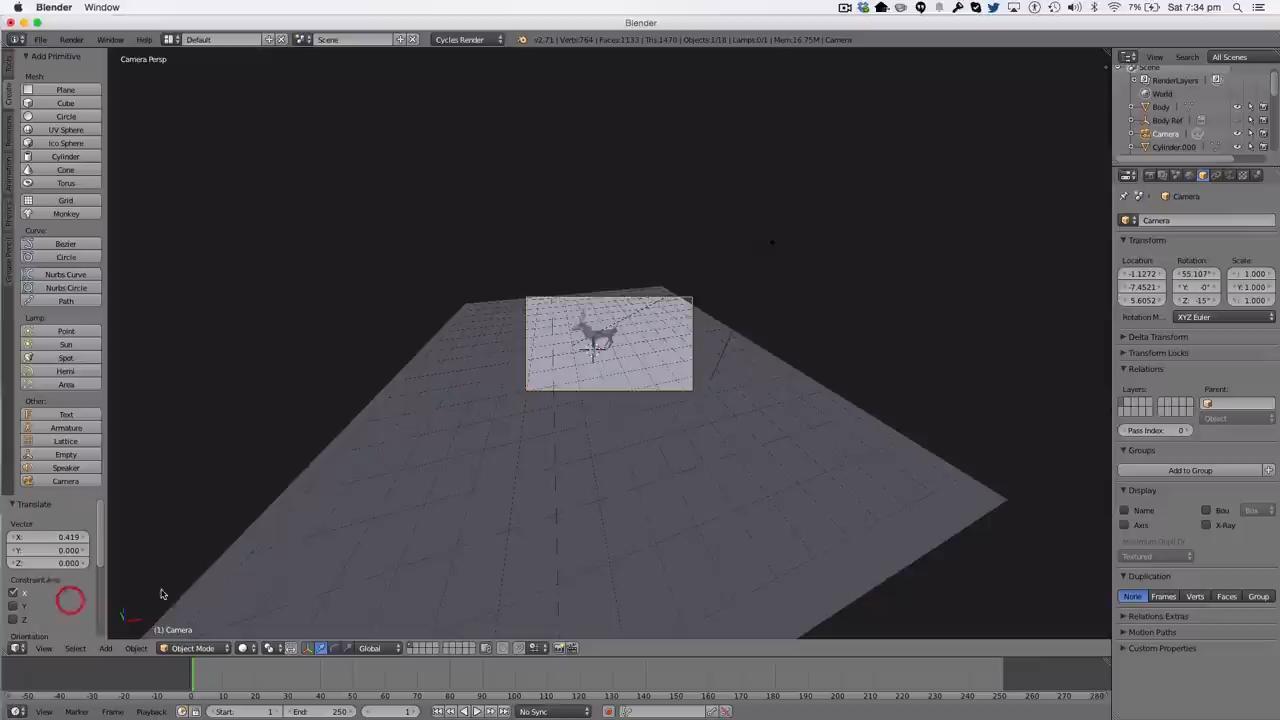 Blender Window 7% Sat 7:34 pm
Blender
File Render Window Help Default Scene Cycles Render v2.71 | Verts:764 | Faces:1133 | Tris:1470 | Objects:1/18 | Lamps:0/1 | Mem:16.75M | Camera
Add Primitive
Mesh:
Plane
Cube
Circle
UV Sphere
Ico Sphere
Cylinder
Cone
Torus
Grid
Monkey
Curve:
Bezier
Circle
Nurbs Curve
Nurbs Circle
Path
Lamp:
Point
Sun
Spot
Hemi
Area
Other:
Text
Armature
Lattice
Empty
Speaker
Camera
Translate
Vector
X: 0.419
Y: 0.000
Z: 0.000
Constraint Axis
X
Y
Z
Orientation
Tools
Create
Relations
Animation
Physics
Grease Pencil
Camera Persp
(1) Camera
View Select Add Object Object Mode Global
View Search All Scenes
Scene
RenderLayers
World
Body
Body Ref
Camera
Cylinder.000
Camera
Camera
Transform
Location: Rotation: Scale:
-1.1272 55.107° X: 1.000
-7.4521 Y: -0° Y: 1.000
5.6052 Z: -15° 1.000
Rotation M... XYZ Euler
Delta Transform
Transform Locks
Relations
Layers: Parent:
Object
Pass Index: 0
Groups
Add to Group
Display
Name Bou Box
Axis X-Ray
Maximum Dupli Dr
Textured
Duplication
None Frames Verts Faces Group
Relations Extras
Motion Paths
Custom Properties
-50 -40 -30 -20 -10 0 10 20 30 40 50 60 70 80 90 100 110 120 130 140 150 160 170 180 190 200 210 220 230 240 250 260 270 280
View Marker Frame Playback Start: 1 End: 250 1 No Sync